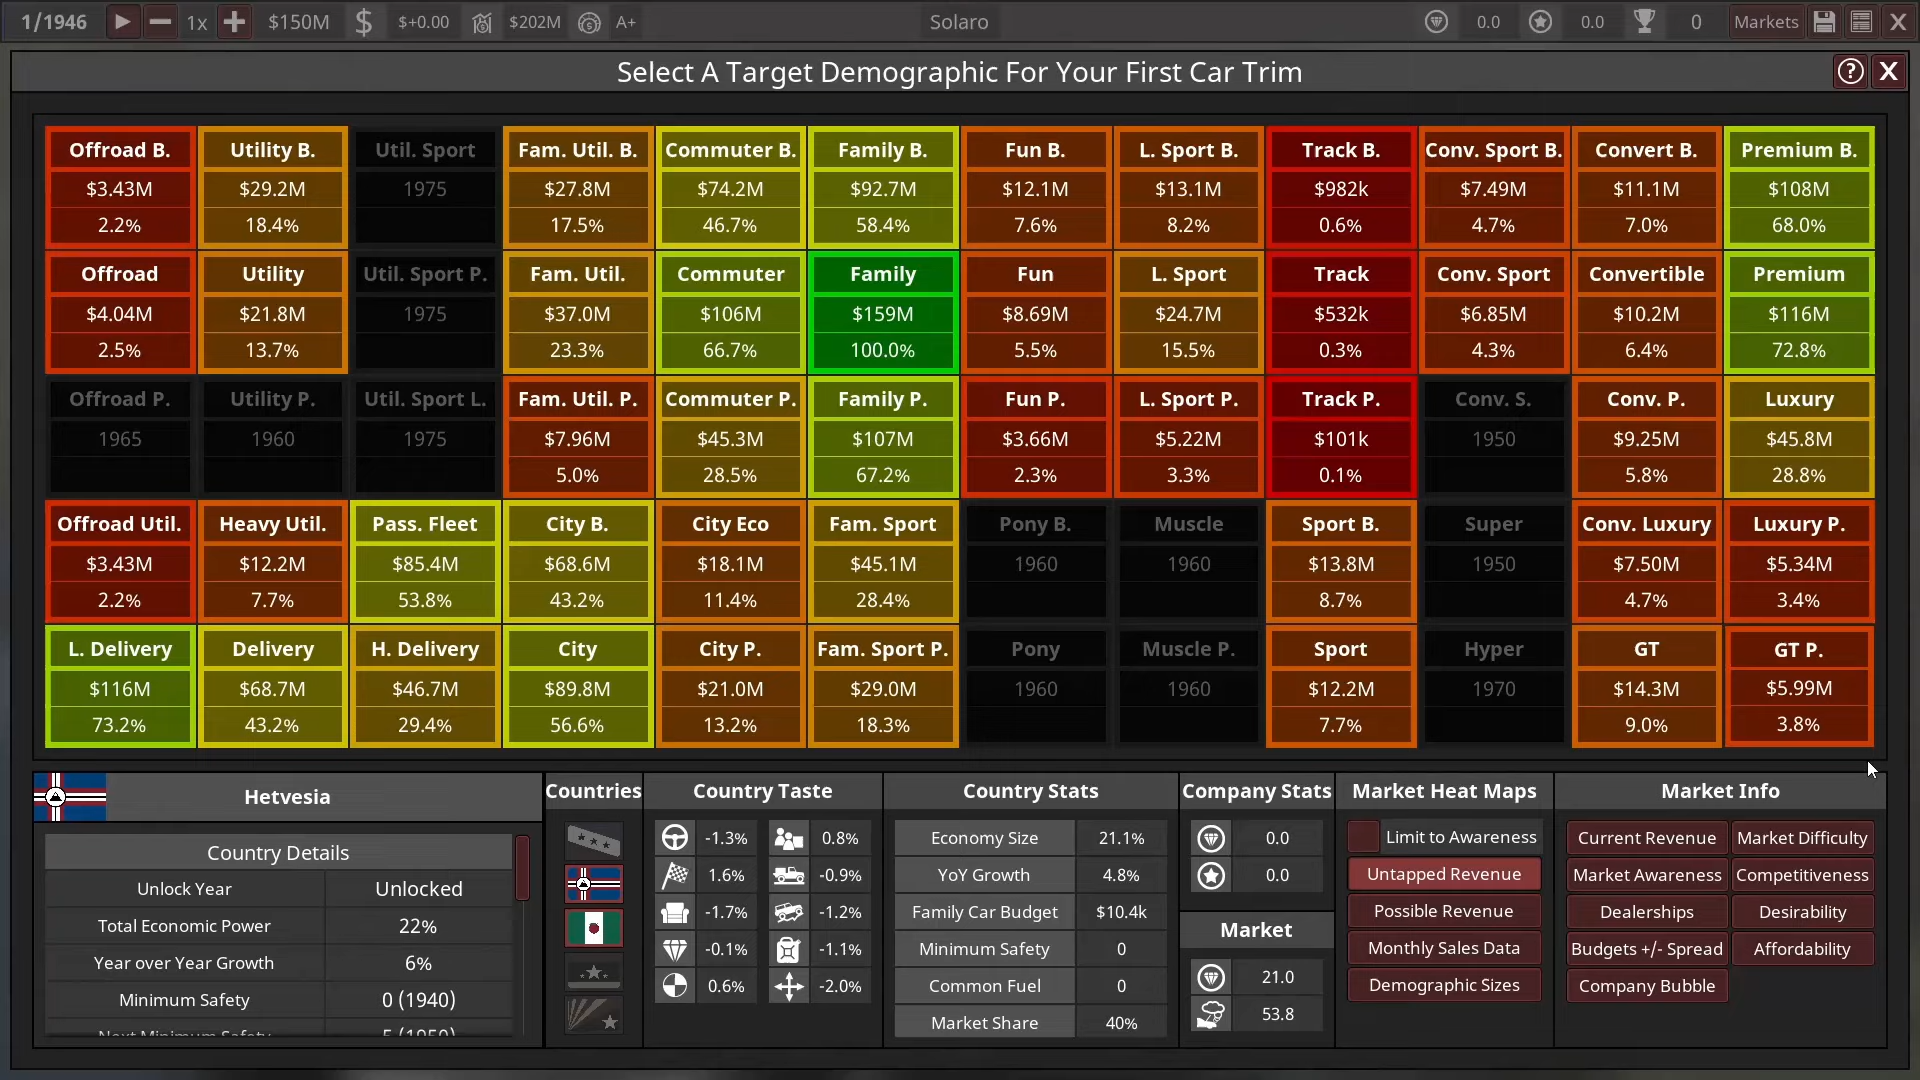 1/1946 1x $150M $+0.00 $202M A+ Solaro 0.0 0.0 0 Markets X
Select A Target Demographic For Your First Car Trim ? X
Offroad B. Utility B. Util. Sport Fam. Util. B. Commuter B. Family B. Fun B. L. Sport B. Track B. Conv. Sport B. Convert B. Premium B.
$3.43M $29.2M 1975 $27.8M $74.2M $92.7M $12.1M $13.1M $982k $7.49M $11.1M $108M
2.2% 18.4% 17.5% 46.7% 58.4% 7.6% 8.2% 0.6% 4.7% 7.0% 68.0%
Offroad Utility Util. Sport P. Fam. Util. Commuter Family Fun L. Sport Track Conv. Sport Convertible Premium
$4.04M $21.8M 1975 $37.0M $106M $159M $8.69M $24.7M $532k $6.85M $10.2M $116M
2.5% 13.7% 23.3% 66.7% 100.0% 5.5% 15.5% 0.3% 4.3% 6.4% 72.8%
Offroad P. Utility P. Util. Sport L. Fam. Util. P. Commuter P. Family P. Fun P. L. Sport P. Track P. Conv. S. Conv. P. Luxury
1965 1960 1975 $7.96M $45.3M $107M $3.66M $5.22M $101k 1950 $9.25M $45.8M
5.0% 28.5% 67.2% 2.3% 3.3% 0.1% 5.8% 28.8%
Offroad Util. Heavy Util. Pass. Fleet City B. City Eco Fam. Sport Pony B. Muscle Sport B. Super Conv. Luxury Luxury P.
$3.43M $12.2M $85.4M $68.6M $18.1M $45.1M 1960 1960 $13.8M 1950 $7.50M $5.34M
2.2% 7.7% 53.8% 43.2% 11.4% 28.4% 8.7% 4.7% 3.4%
L. Delivery Delivery H. Delivery City City P. Fam. Sport P. Pony Muscle P. Sport Hyper GT GT P.
$116M $68.7M $46.7M $89.8M $21.0M $29.0M 1960 1960 $12.2M 1970 $14.3M $5.99M
73.2% 43.2% 29.4% 56.6% 13.2% 18.3% 7.7% 9.0% 3.8%
Hetvesia
Country Details
Unlock Year Unlocked
Total Economic Power 22%
Year over Year Growth 6%
Minimum Safety 0 (1940)
Next Minimum Safety 5 (1950)
Countries
Country Taste
-1.3% 0.8%
1.6% -0.9%
-1.7% -1.2%
-0.1% -1.1%
0.6% -2.0%
Country Stats
Economy Size 21.1%
YoY Growth 4.8%
Family Car Budget $10.4k
Minimum Safety 0
Common Fuel 0
Market Share 40%
Company Stats
0.0
0.0
Market
21.0
53.8
Market Heat Maps
Limit to Awareness
Untapped Revenue
Possible Revenue
Monthly Sales Data
Demographic Sizes
Market Info
Current Revenue Market Difficulty
Market Awareness Competitiveness
Dealerships Desirability
Budgets +/- Spread Affordability
Company Bubble